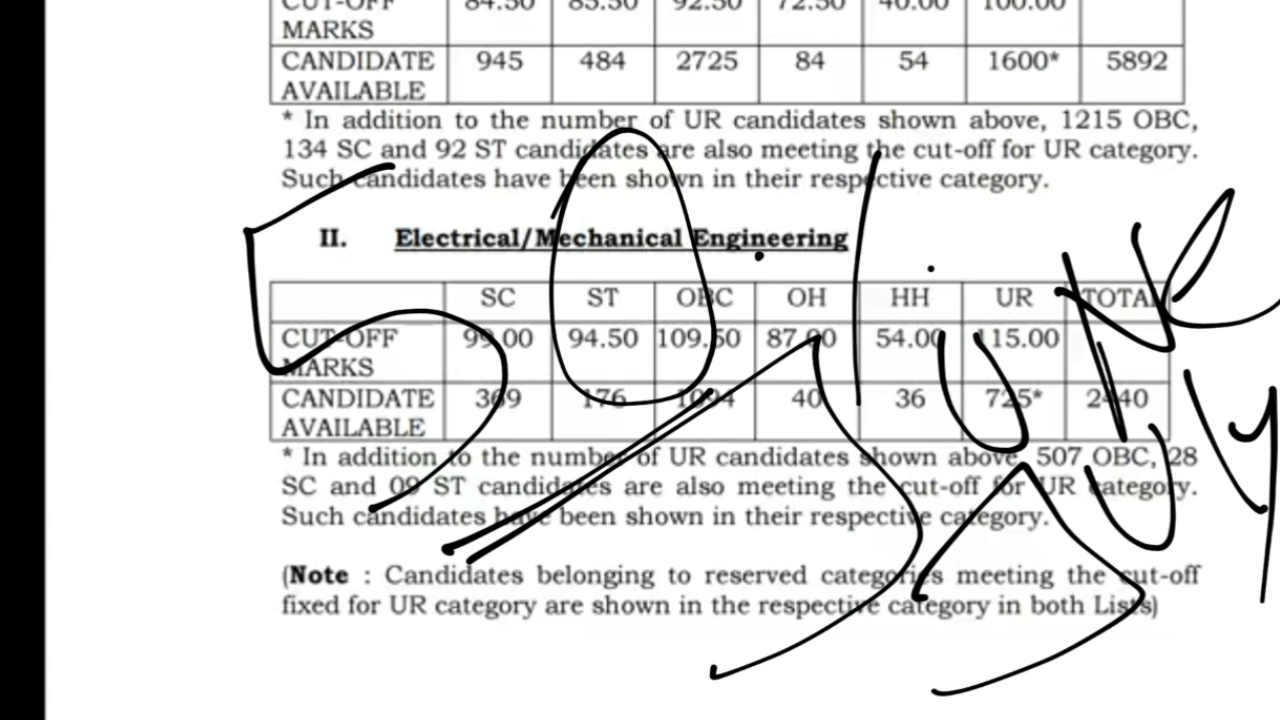 CUT-OFF 84.50 85.50 92.50 72.50 40.00 100.00
MARKS
CANDIDATE 945 484 2725 84 54 1600* 5892
AVAILABLE
* In addition to the number of UR candidates shown above, 1215 OBC,
134 SC and 92 ST candidates are also meeting the cut-off for UR category.
Such candidates have been shown in their respective category.
II. Electrical/Mechanical Engineering
SC ST OBC OH HH UR TOTAL
CUT-OFF 99.00 94.50 109.50 87.00 54.00 115.00
MARKS
CANDIDATE 369 176 1094 40 36 725* 2440
AVAILABLE
* In addition to the number of UR candidates shown above, 507 OBC, 28
SC and 09 ST candidates are also meeting the cut-off for UR category.
Such candidates have been shown in their respective category.
(Note : Candidates belonging to reserved categories meeting the cut-off
fixed for UR category are shown in the respective category in both Lists)
JUNE
JULY